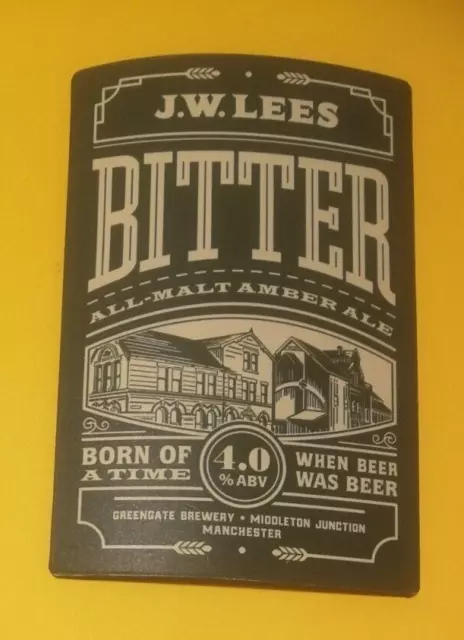 J.W.LEES
BITTER
ALL-MALT AMBER ALE
BORN OF
A TIME
4.0
% ABV
WHEN BEER
WAS BEER
GREENGATE BREWERY • MIDDLETON JUNCTION
MANCHESTER